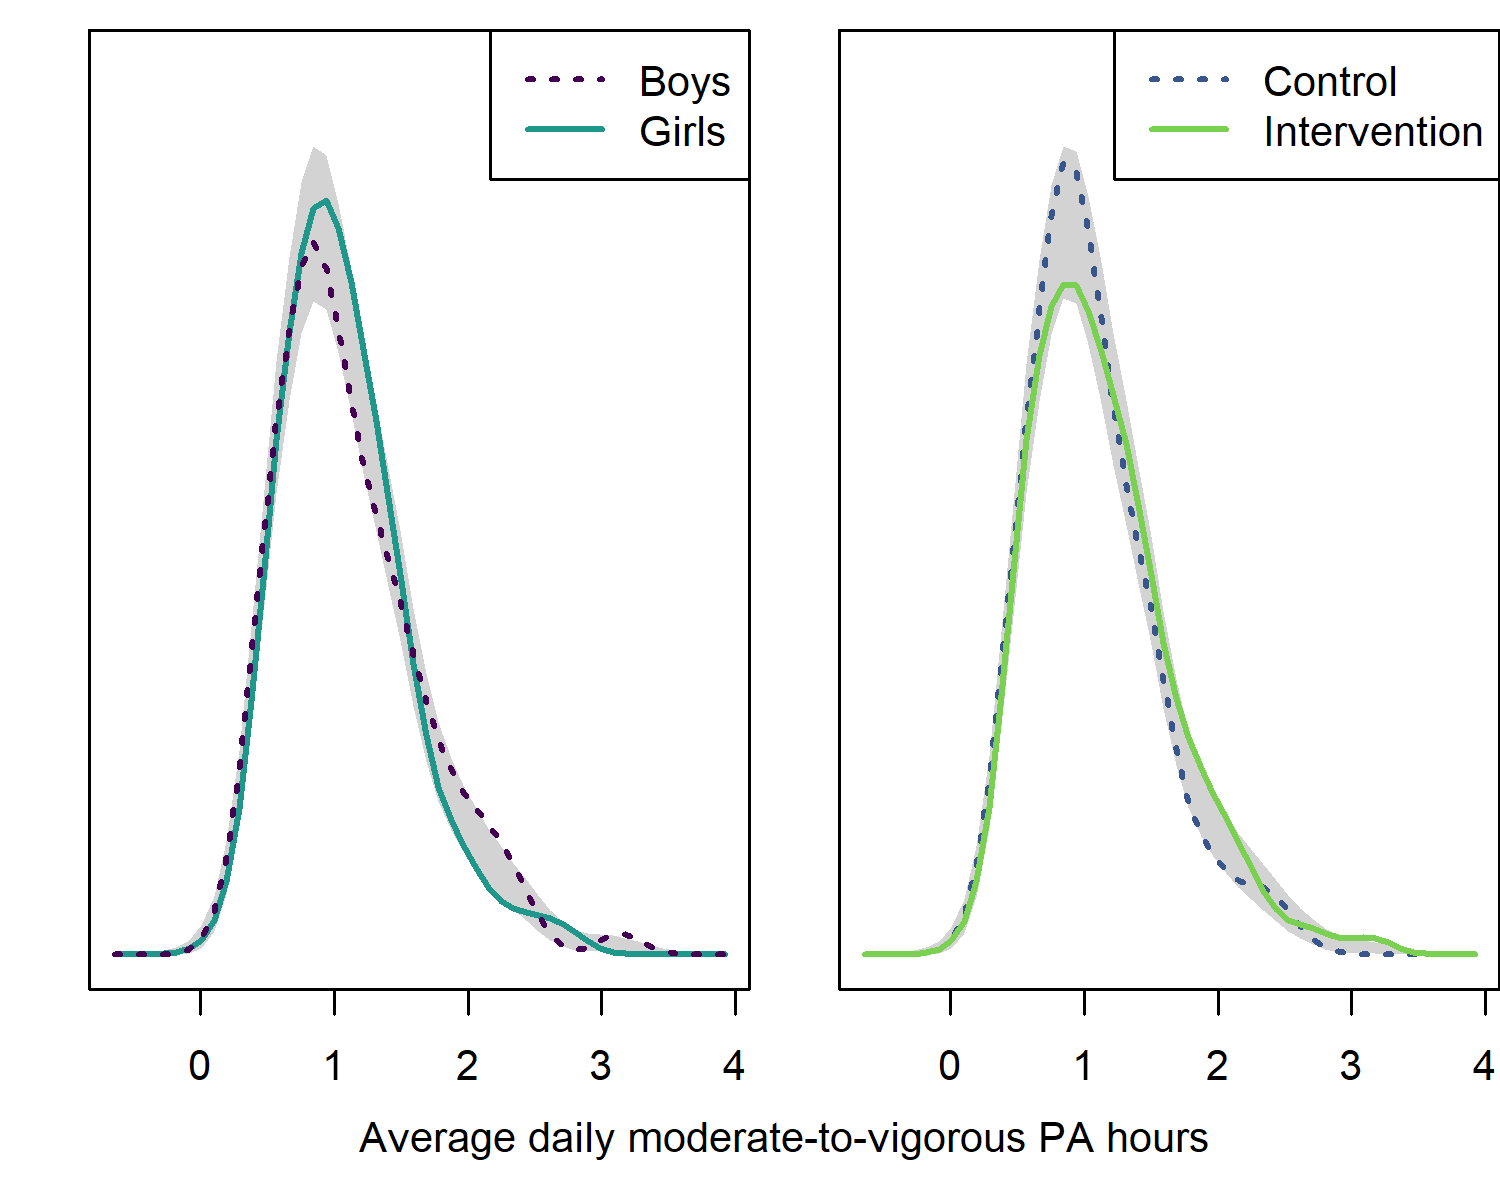 Boys
Girls
Control
Intervention
0 1 2 3 4
0 1 2 3 4
Average daily moderate-to-vigorous PA hours